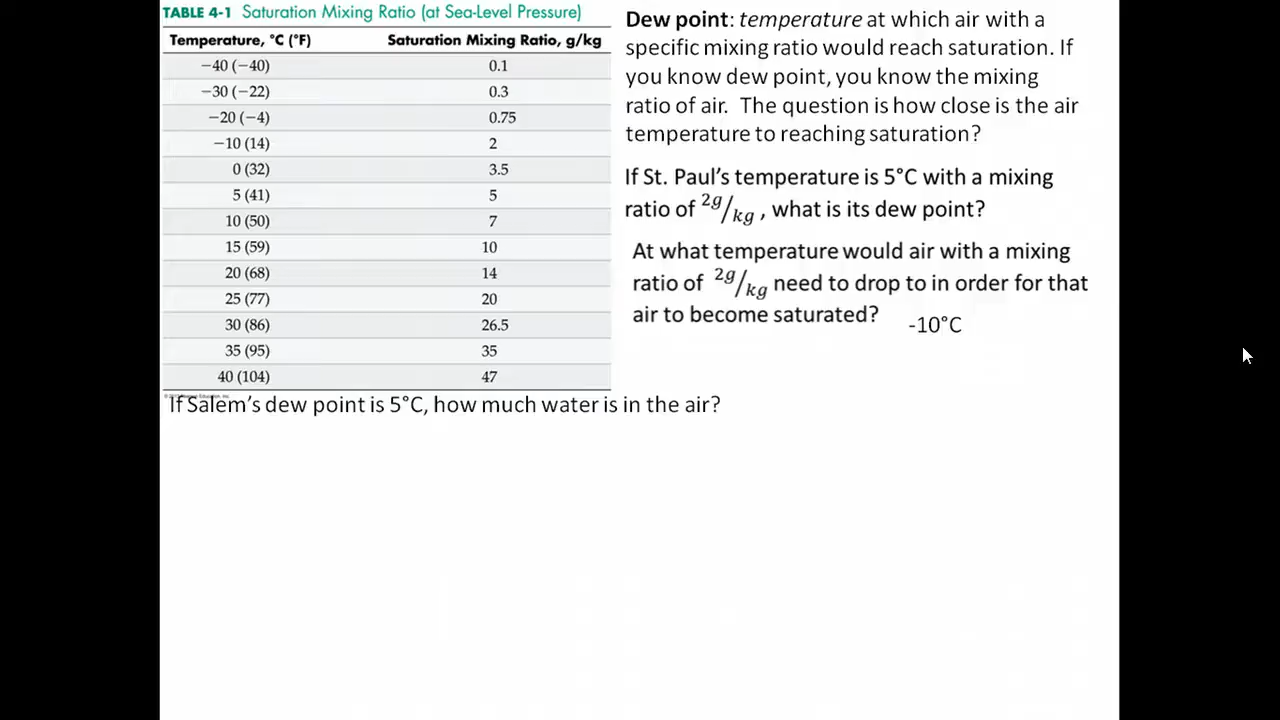 TABLE 4-1 Saturation Mixing Ratio (at Sea-Level Pressure)
Temperature, °C (°F) Saturation Mixing Ratio, g/kg
−40 (−40) 0.1
−30 (−22) 0.3
−20 (−4) 0.75
−10 (14) 2
0 (32) 3.5
5 (41) 5
10 (50) 7
15 (59) 10
20 (68) 14
25 (77) 20
30 (86) 26.5
35 (95) 35
40 (104) 47
Dew point: temperature at which air with a
specific mixing ratio would reach saturation. If
you know dew point, you know the mixing
ratio of air. The question is how close is the air
temperature to reaching saturation?
If St. Paul’s temperature is 5°C with a mixing
ratio of 2g/kg , what is its dew point?
At what temperature would air with a mixing
ratio of 2g/kg need to drop to in order for that
air to become saturated?
-10°C
If Salem’s dew point is 5°C, how much water is in the air?